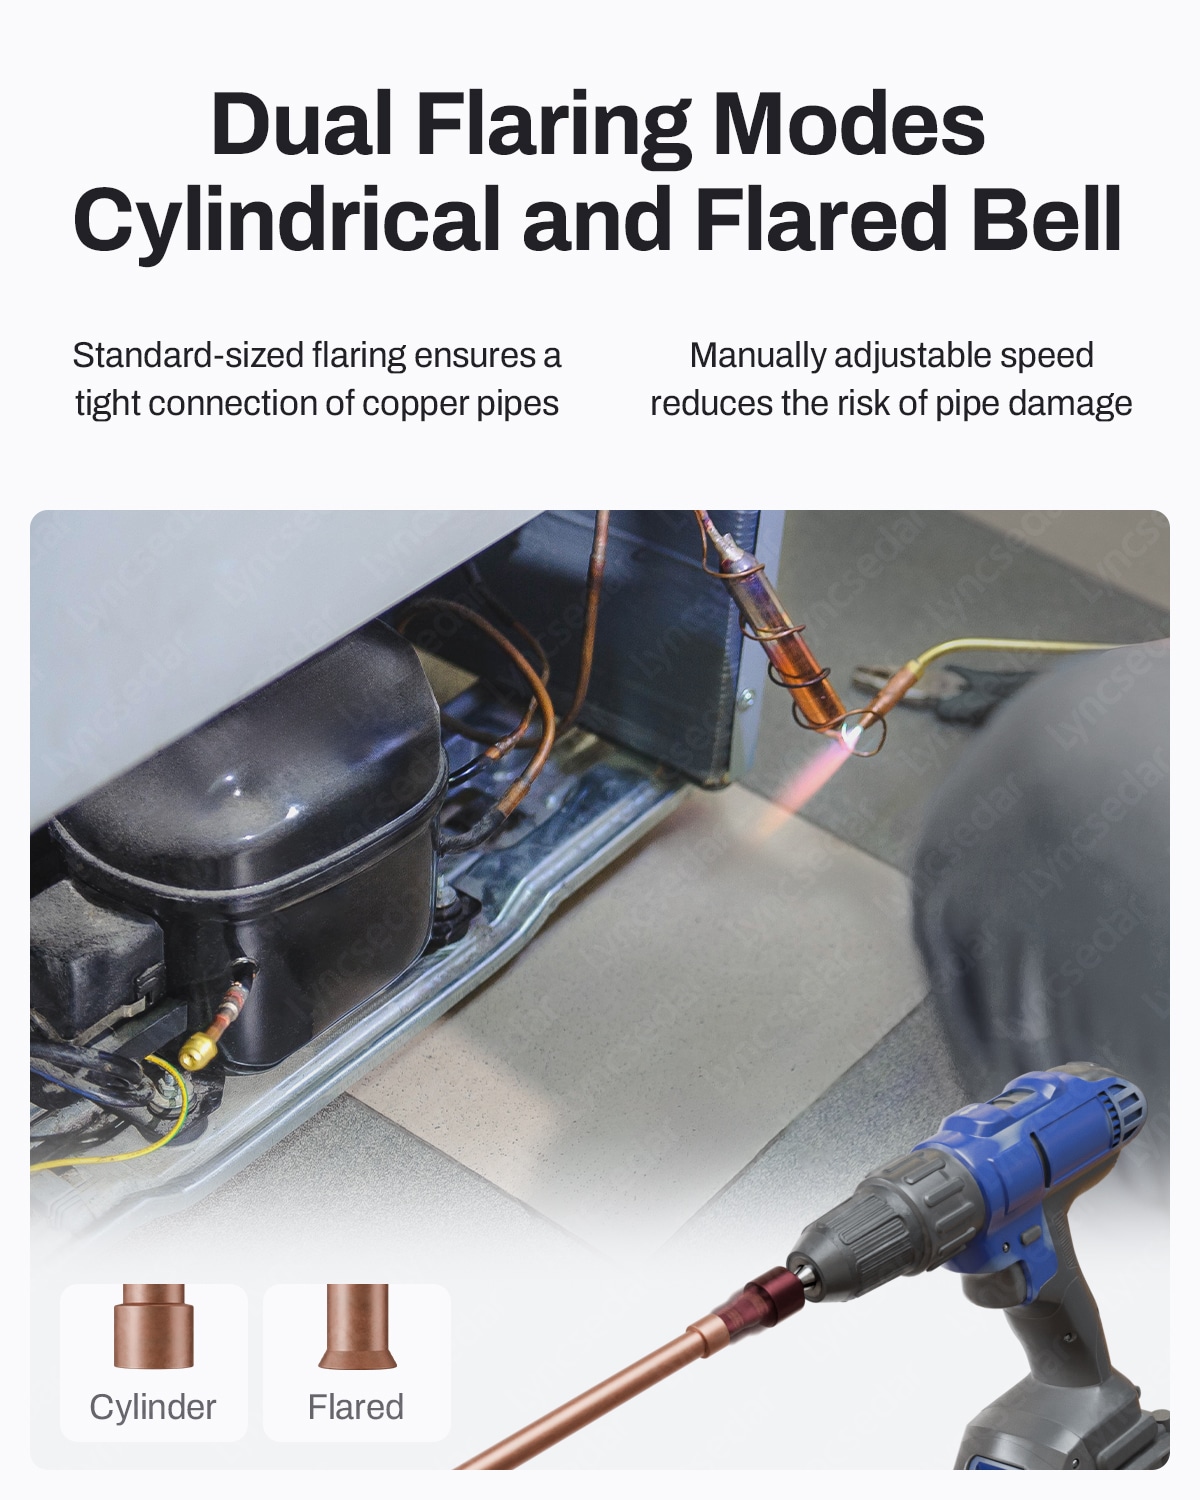 Dual Flaring Modes
Cylindrical and Flared Bell
Standard-sized flaring ensures a
tight connection of copper pipes
Manually adjustable speed
reduces the risk of pipe damage
Lyncsedar
Cylinder
Flared